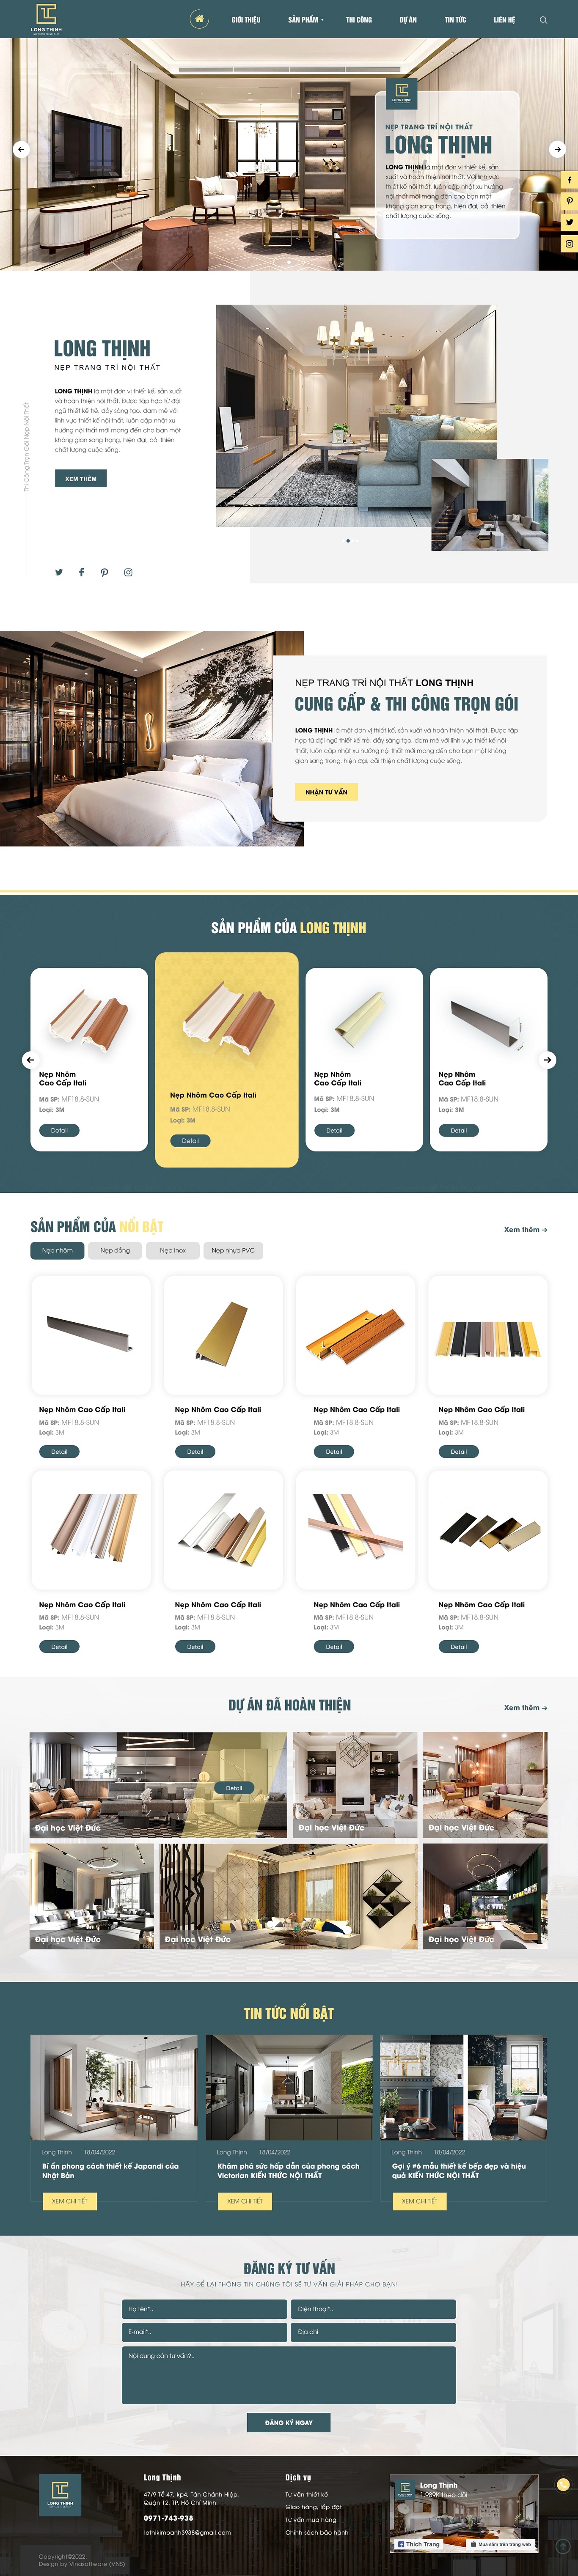 LONG THỊNH
GIỚI THIỆU
SẢN PHẨM
THI CÔNG
DỰ ÁN
TIN TỨC
LIÊN HỆ
LONG THỊNH
NẸP TRANG TRÍ NỘI THẤT
LONG THỊNH
LONG THỊNH là một đơn vị thiết kế, sản
xuất và hoàn thiện nội thất. Với lĩnh vực
thiết kế nội thất, luôn cập nhật xu hướng
nội thất mới mang đến cho bạn một
không gian sang trọng, hiện đại, cải thiện
chất lượng cuộc sống.
LONG THỊNH
NẸP TRANG TRÍ NỘI THẤT
LONG THỊNH là một đơn vị thiết kế, sản xuất
và hoàn thiện nội thất. Được tập hợp từ đội
ngũ thiết kế trẻ, đầy sáng tạo, đam mê với
lĩnh vực thiết kế nội thất, luôn cập nhật xu
hướng nội thất mới mang đến cho bạn một
không gian sang trọng, hiện đại, cải thiện
chất lượng cuộc sống.
Thi Công Trọn Gói Nẹp Nội Thất
XEM THÊM
NẸP TRANG TRÍ NỘI THẤT LONG THỊNH
CUNG CẤP & THI CÔNG TRỌN GÓI
LONG THỊNH là một đơn vị thiết kế, sản xuất và hoàn thiện nội thất. Được tập
hợp từ đội ngũ thiết kế trẻ, đầy sáng tạo, đam mê với lĩnh vực thiết kế nội
thất, luôn cập nhật xu hướng nội thất mới mang đến cho bạn một không
gian sang trọng, hiện đại, cải thiện chất lượng cuộc sống.
NHẬN TƯ VẤN
SẢN PHẨM CỦA LONG THỊNH
Nẹp Nhôm
Cao Cấp Itali
Mã SP: MF18.8-SUN
Loại: 3M
Detail
Nẹp Nhôm Cao Cấp Itali
Mã SP: MF18.8-SUN
Loại: 3M
Detail
Nẹp Nhôm
Cao Cấp Itali
Mã SP: MF18.8-SUN
Loại: 3M
Detail
Nẹp Nhôm
Cao Cấp Itali
Mã SP: MF18.8-SUN
Loại: 3M
Detail
SẢN PHẨM CỦA NỔI BẬT
Xem thêm
Nẹp nhôm
Nẹp đồng
Nẹp Inox
Nẹp nhựa PVC
Nẹp Nhôm Cao Cấp Itali
Mã SP: MF18.8-SUN
Loại: 3M
Detail
Nẹp Nhôm Cao Cấp Itali
Mã SP: MF18.8-SUN
Loại: 3M
Detail
Nẹp Nhôm Cao Cấp Itali
Mã SP: MF18.8-SUN
Loại: 3M
Detail
Nẹp Nhôm Cao Cấp Itali
Mã SP: MF18.8-SUN
Loại: 3M
Detail
Nẹp Nhôm Cao Cấp Itali
Mã SP: MF18.8-SUN
Loại: 3M
Detail
Nẹp Nhôm Cao Cấp Itali
Mã SP: MF18.8-SUN
Loại: 3M
Detail
Nẹp Nhôm Cao Cấp Itali
Mã SP: MF18.8-SUN
Loại: 3M
Detail
Nẹp Nhôm Cao Cấp Itali
Mã SP: MF18.8-SUN
Loại: 3M
Detail
DỰ ÁN ĐÃ HOÀN THIỆN
Xem thêm
Detail
Đại học Việt Đức
Đại học Việt Đức
Đại học Việt Đức
Đại học Việt Đức
Đại học Việt Đức
Đại học Việt Đức
TIN TỨC NỔI BẬT
Long Thịnh 18/04/2022
Bí ẩn phong cách thiết kế Japandi của
Nhật Bản
XEM CHI TIẾT
Long Thịnh 18/04/2022
Khám phá sức hấp dẫn của phong cách
Victorian KIẾN THỨC NỘI THẤT
XEM CHI TIẾT
Long Thịnh 18/04/2022
Gợi ý #6 mẫu thiết kế bếp đẹp và hiệu
quả KIẾN THỨC NỘI THẤT
XEM CHI TIẾT
ĐĂNG KÝ TƯ VẤN
HÃY ĐỂ LẠI THÔNG TIN CHÚNG TÔI SẼ TƯ VẤN GIẢI PHÁP CHO BẠN!
Họ tên*..
Điện thoại*..
E-mail*..
Địa chỉ
Nội dung cần tư vấn?..
ĐĂNG KÝ NGAY
LONG THỊNH
Long Thịnh
47/9 Tổ 47, kp4, Tân Chánh Hiệp,
Quận 12, TP, Hồ Chí Minh
0971-743-938
lethikimoanh3938@gmail.com
Dịch vụ
Tư vấn thiết kế
Giao hàng, lắp đặt
Tư vấn mua hàng
Chính sách bảo hành
Long Thịnh
1.989K theo dõi
Thích Trang
Mua sắm trên trang web
Copyright©2022.
Design by Vinasoftware (VNS)